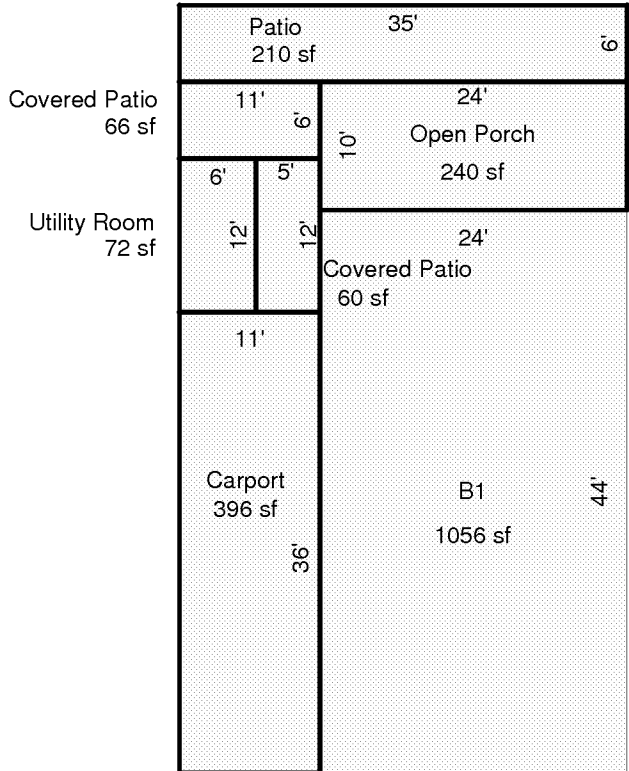 Patio
35'
210 sf
6'
Covered Patio
66 sf
11'
6'
24'
10'
Open Porch
240 sf
6'
5'
Utility Room
72 sf
12'
12'
24'
Covered Patio
60 sf
11'
Carport
396 sf
36'
B1
1056 sf
44'